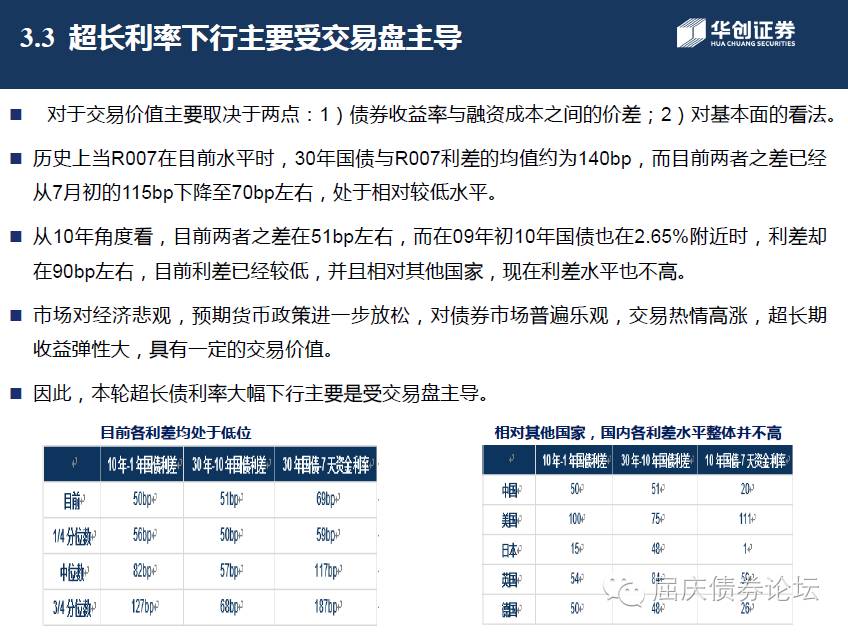 3.3 超长利率下行主要受交易盘主导
华创证券
HUA CHUANG SECURITIES
■ 对于交易价值主要取决于两点：1）债券收益率与融资成本之间的价差；2）对基本面的看法。
■ 历史上当R007在目前水平时，30年国债与R007利差的均值约为140bp，而目前两者之差已经
从7月初的115bp下降至70bp左右，处于相对较低水平。
■ 从10年角度看，目前两者之差在51bp左右，而在09年初10年国债也在2.65%附近时，利差却
在90bp左右，目前利差已经较低，并且相对其他国家，现在利差水平也不高。
■ 市场对经济悲观，预期货币政策进一步放松，对债券市场普遍乐观，交易热情高涨，超长期
收益弹性大，具有一定的交易价值。
■ 因此，本轮超长债利率大幅下行主要是受交易盘主导。
目前各利差均处于低位
10年-1年国债利差 30年-10年国债利差 30年国债-7天资金利率
目前 50bp 51bp 69bp
1/4分位数 56bp 50bp 59bp
中位数 82bp 57bp 117bp
3/4分位数 127bp 68bp 187bp
相对其他国家，国内各利差水平整体并不高
10年-1年国债利差 30年-10年国债利差 10年国债-7天资金利率
中国 50 51 20
美国 100 75 111
日本 15 48 1
英国 54 84 59
德国 50 48 26
屈庆债券论坛